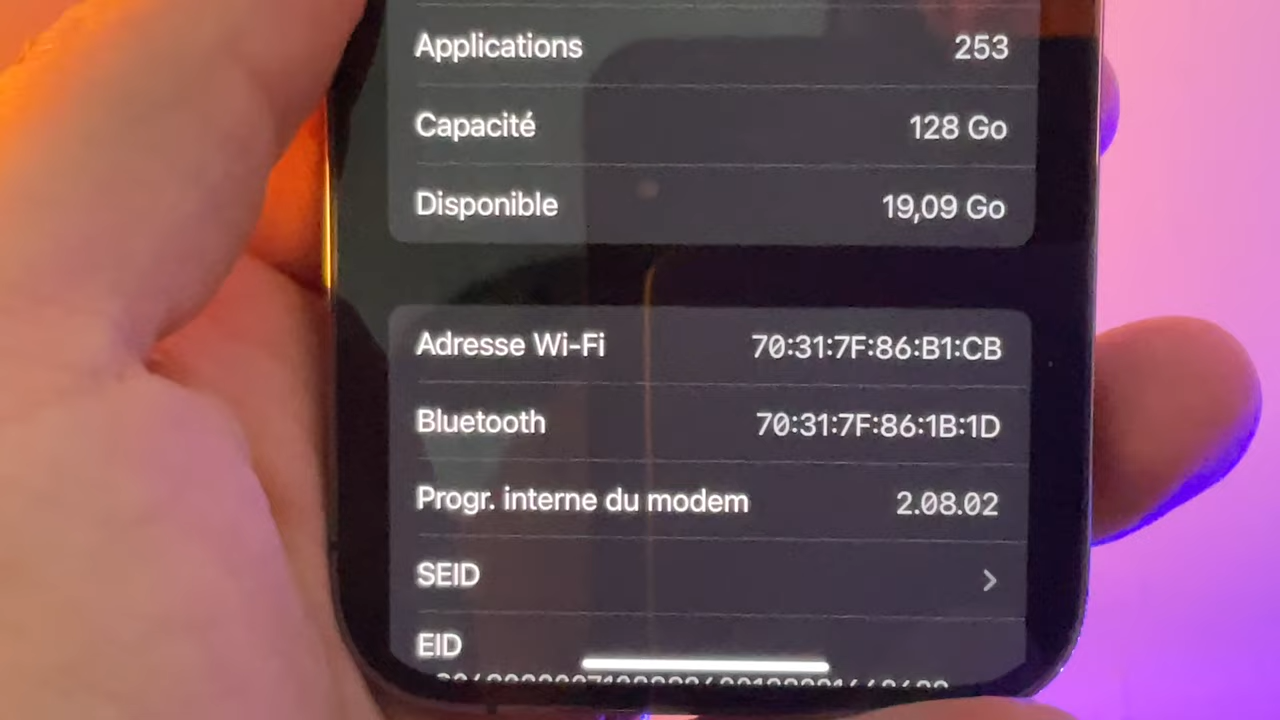 Applications 253
Capacité 128 Go
Disponible 19,09 Go
Adresse Wi-Fi 70:31:7F:86:B1:CB
Bluetooth 70:31:7F:86:1B:1D
Progr. interne du modem 2.08.02
SEID
EID